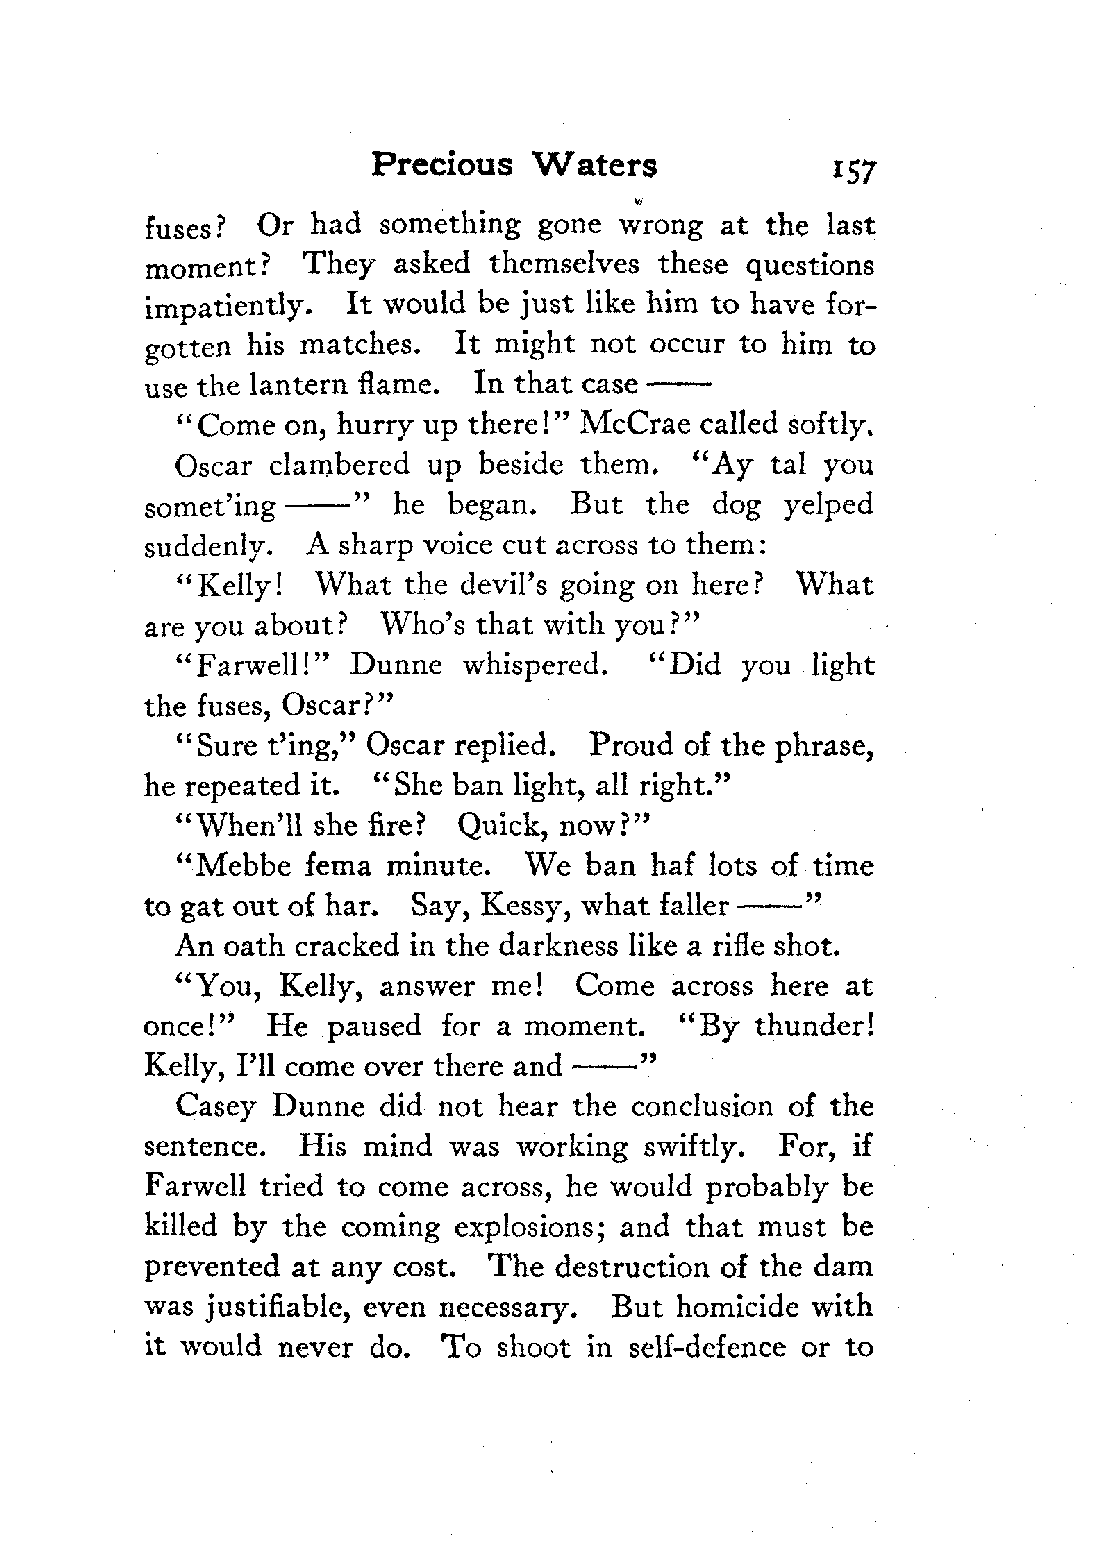 Precious Waters 157
fuses? Or had something gone wrong at the last
moment? They asked themselves these questions
impatiently. It would be just like him to have for-
gotten his matches. It might not occur to him to
use the lantern flame. In that case ——
“Come on, hurry up there!” McCrae called softly.
Oscar clambered up beside them. “Ay tal you
somet’ing ——” he began. But the dog yelped
suddenly. A sharp voice cut across to them:
“Kelly! What the devil’s going on here? What
are you about? Who’s that with you?”
“Farwell!” Dunne whispered. “Did you light
the fuses, Oscar?”
“Sure t’ing,” Oscar replied. Proud of the phrase,
he repeated it. “She ban light, all right.”
“When’ll she fire? Quick, now?”
“Mebbe fema minute. We ban haf lots of time
to gat out of har. Say, Kessy, what faller ——”
An oath cracked in the darkness like a rifle shot.
“You, Kelly, answer me! Come across here at
once!” He paused for a moment. “By thunder!
Kelly, I’ll come over there and ——”
Casey Dunne did not hear the conclusion of the
sentence. His mind was working swiftly. For, if
Farwell tried to come across, he would probably be
killed by the coming explosions; and that must be
prevented at any cost. The destruction of the dam
was justifiable, even necessary. But homicide with
it would never do. To shoot in self-defence or to